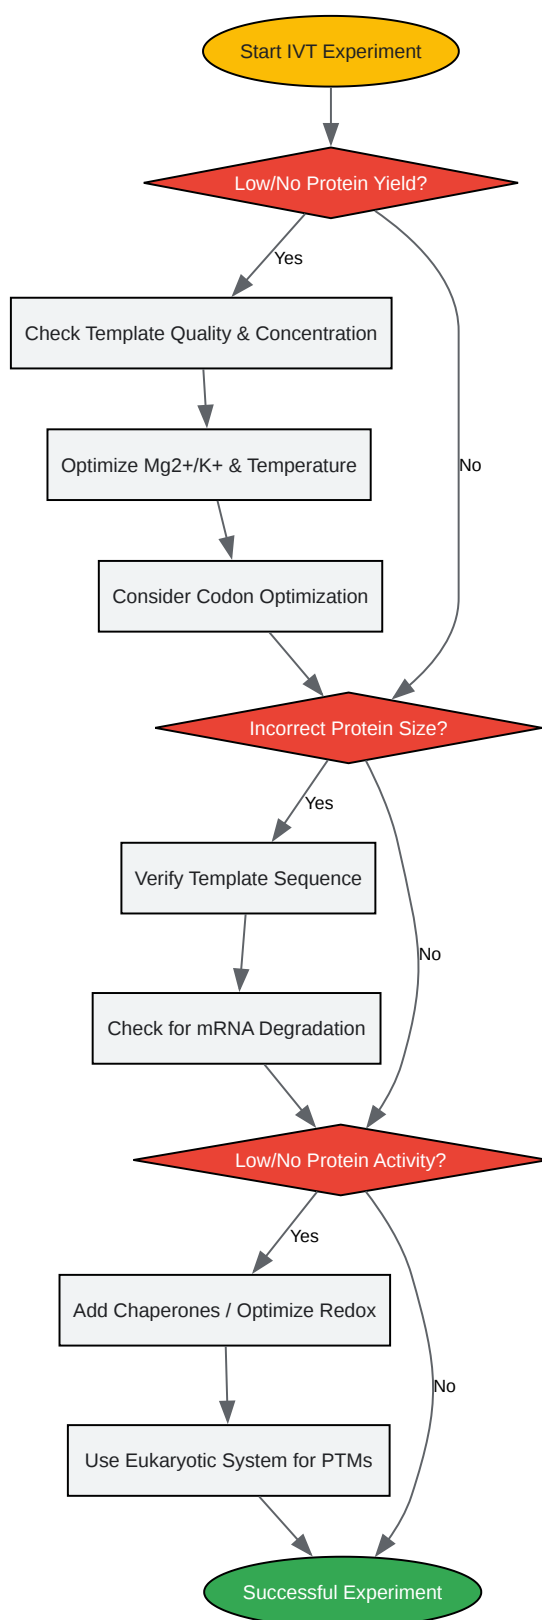 Start IVT Experiment
Low/No Protein Yield?
Yes
Check Template Quality & Concentration
Optimize Mg2+/K+ & Temperature
No
Consider Codon Optimization
Incorrect Protein Size?
Yes
Verify Template Sequence
No
Check for mRNA Degradation
Low/No Protein Activity?
Yes
Add Chaperones / Optimize Redox
No
Use Eukaryotic System for PTMs
Successful Experiment